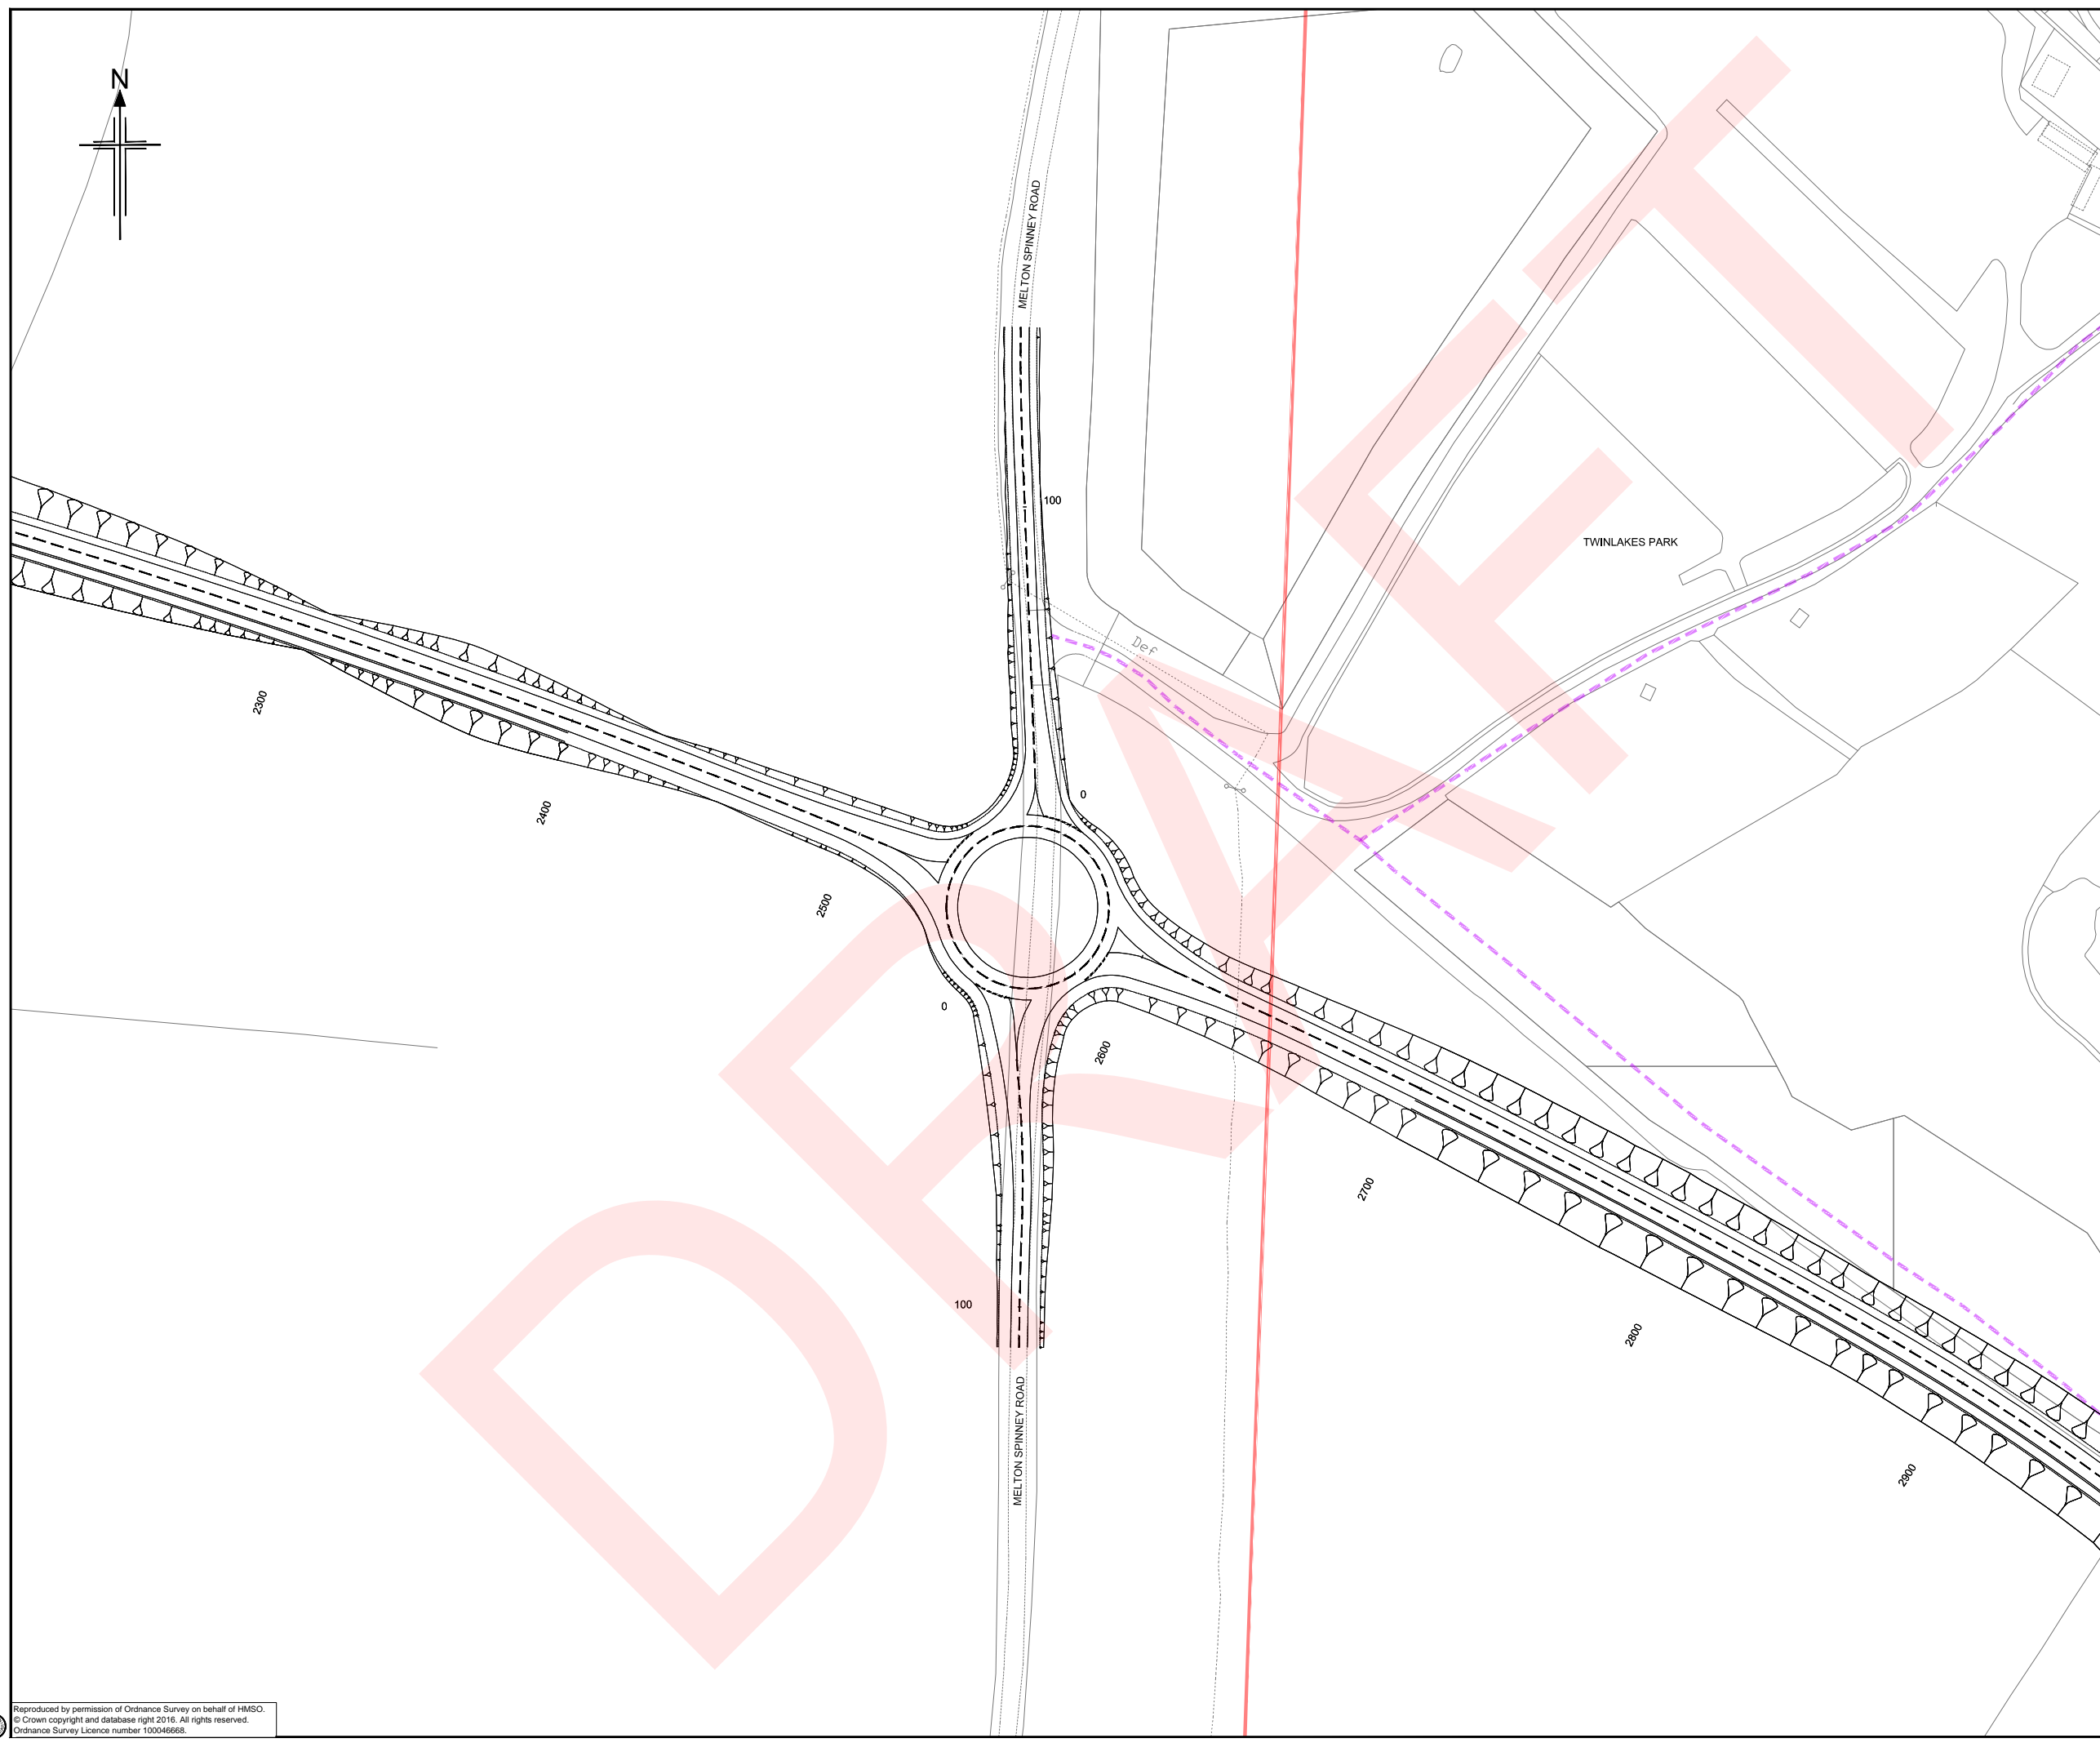 N
MELTON SPINNEY ROAD
100
TWINLAKES PARK
Def
2300
0
2400
2500
0
2600
2700
100
2800
MELTON SPINNEY ROAD
2900
DRAFT
Reproduced by permission of Ordnance Survey on behalf of HMSO.
© Crown copyright and database right 2016. All rights reserved.
Ordnance Survey Licence number 100046668.